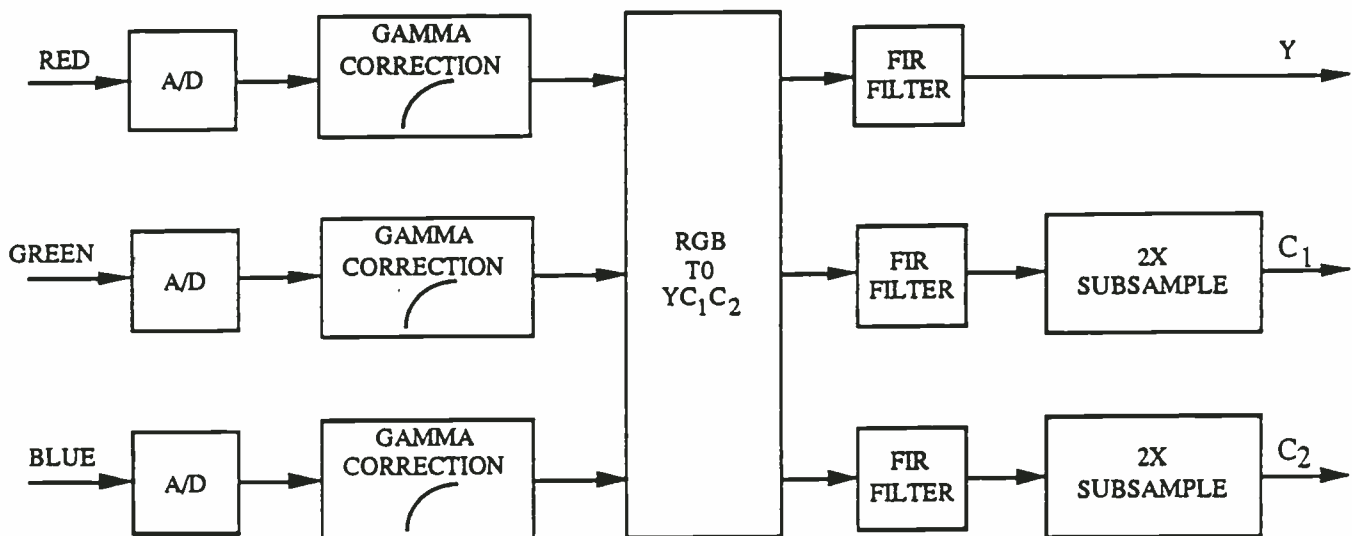 RED
A/D
GAMMA
CORRECTION
FIR
FILTER
Y
GREEN
A/D
GAMMA
CORRECTION
RGB
T0
YC₁C₂
FIR
FILTER
2X
SUBSAMPLE
C₁
BLUE
A/D
GAMMA
CORRECTION
FIR
FILTER
2X
SUBSAMPLE
C₂